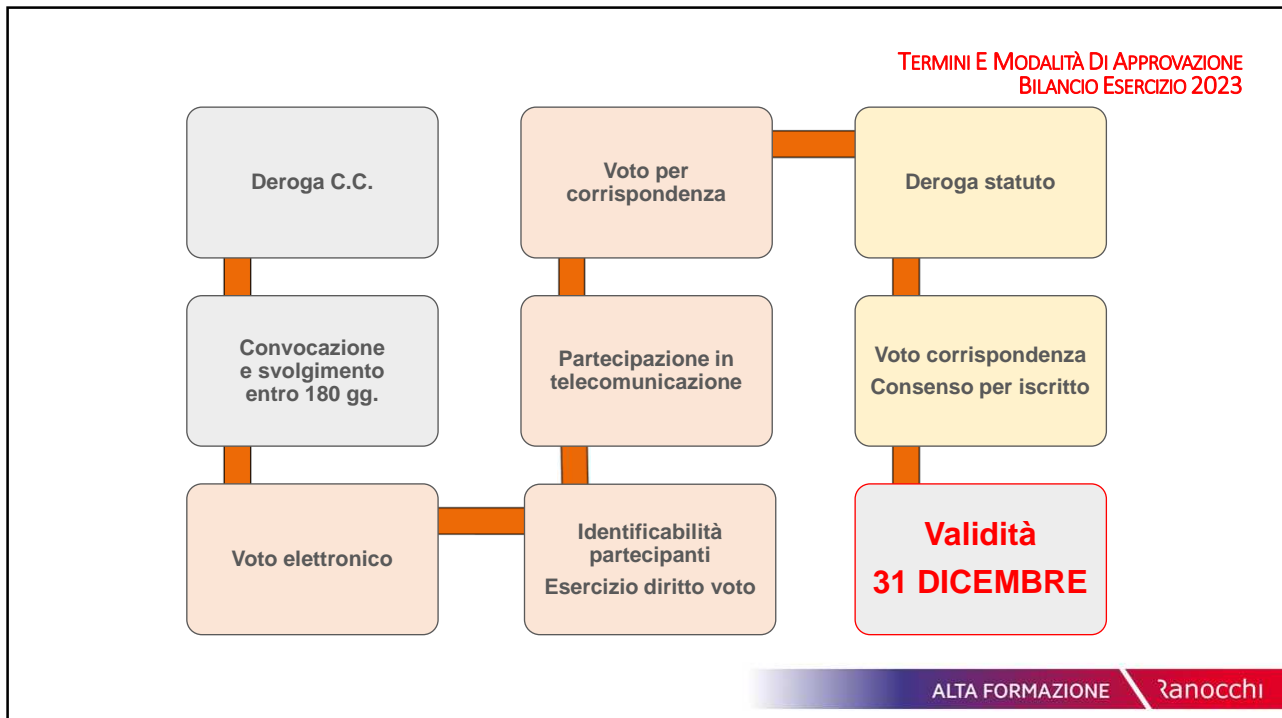 TERMINI E MODALITÀ DI APPROVAZIONE
BILANCIO ESERCIZIO 2023
Deroga C.C.
Convocazione
e svolgimento
entro 180 gg.
Voto elettronico
Identificabilità
partecipanti
Esercizio diritto voto
Partecipazione in
telecomunicazione
Voto per
corrispondenza
Deroga statuto
Voto corrispondenza
Consenso per iscritto
Validità
31 DICEMBRE
ALTA FORMAZIONE
Ranocchi